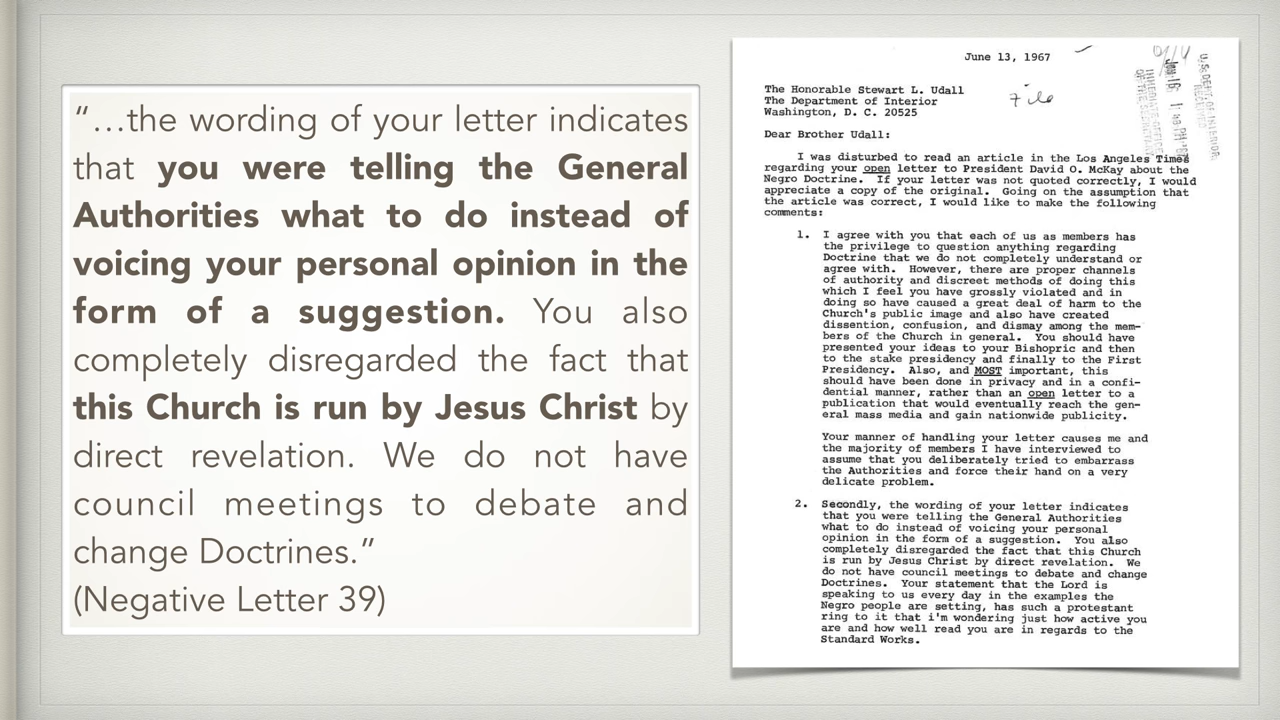 “...the wording of your letter indicates
that you were telling the General
Authorities what to do instead of
voicing your personal opinion in the
form of a suggestion. You also
completely disregarded the fact that
this Church is run by Jesus Christ by
direct revelation. We do not have
council meetings to debate and
change Doctrines.”
(Negative Letter 39)
June 13, 1967
The Honorable Stewart L. Udall
The Department of Interior
Washington, D. C. 20525
File
Dear Brother Udall:
I was disturbed to read an article in the Los Angeles Times
regarding your open letter to President David O. McKay about the
Negro Doctrine. If your letter was not quoted correctly, I would
appreciate a copy of the original. Going on the assumption that
the article was correct, I would like to make the following
comments:
1. I agree with you that each of us as members has
the privilege to question anything regarding
Doctrine that we do not completely understand or
agree with. However, there are proper channels
of authority and discreet methods of doing this
which I feel you have grossly violated and in
doing so have caused a great deal of harm to the
Church's public image and also have created
dissention, confusion, and dismay among the mem-
bers of the Church in general. You should have
presented your ideas to your Bishopric and then
to the stake presidency and finally to the First
Presidency. Also, and MOST important, this
should have been done in privacy and in a confi-
dential manner, rather than an open letter to a
publication that would eventually reach the gen-
eral mass media and gain nationwide publicity.
Your manner of handling your letter causes me and
the majority of members I have interviewed to
assume that you deliberately tried to embarrass
the Authorities and force their hand on a very
delicate problem.
2. Secondly, the wording of your letter indicates
that you were telling the General Authorities
what to do instead of voicing your personal
opinion in the form of a suggestion. You also
completely disregarded the fact that this Church
is run by Jesus Christ by direct revelation. We
do not have council meetings to debate and change
Doctrines. Your statement that the Lord is
speaking to us every day in the examples the
Negro people are setting, has such a protestant
ring to it that i'm wondering just how active you
are and how well read you are in regards to the
Standard Works.